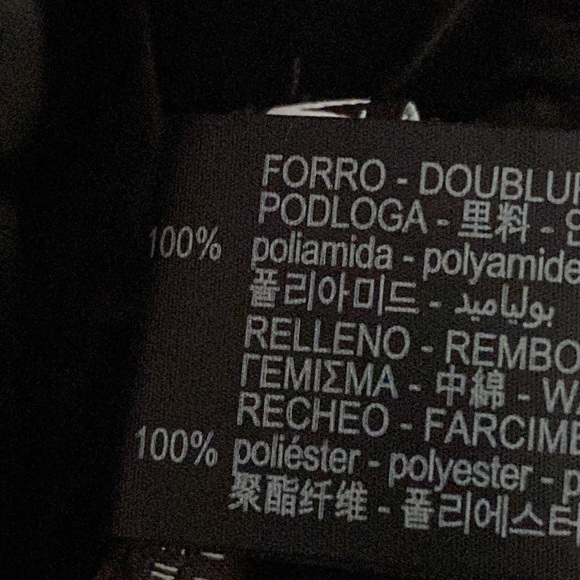 FORRO - DOUBLU
PODLOGA - 里料 -
100% poliamida - polyamide
폴리아미드 - بولياميد
RELLENO - REMBO
ΓΕΜΙΣΜΑ - 中綿 - W
RECHEO - FARCIME
100% poliéster - polyester - p
聚酯纤维 - 폴리에스터